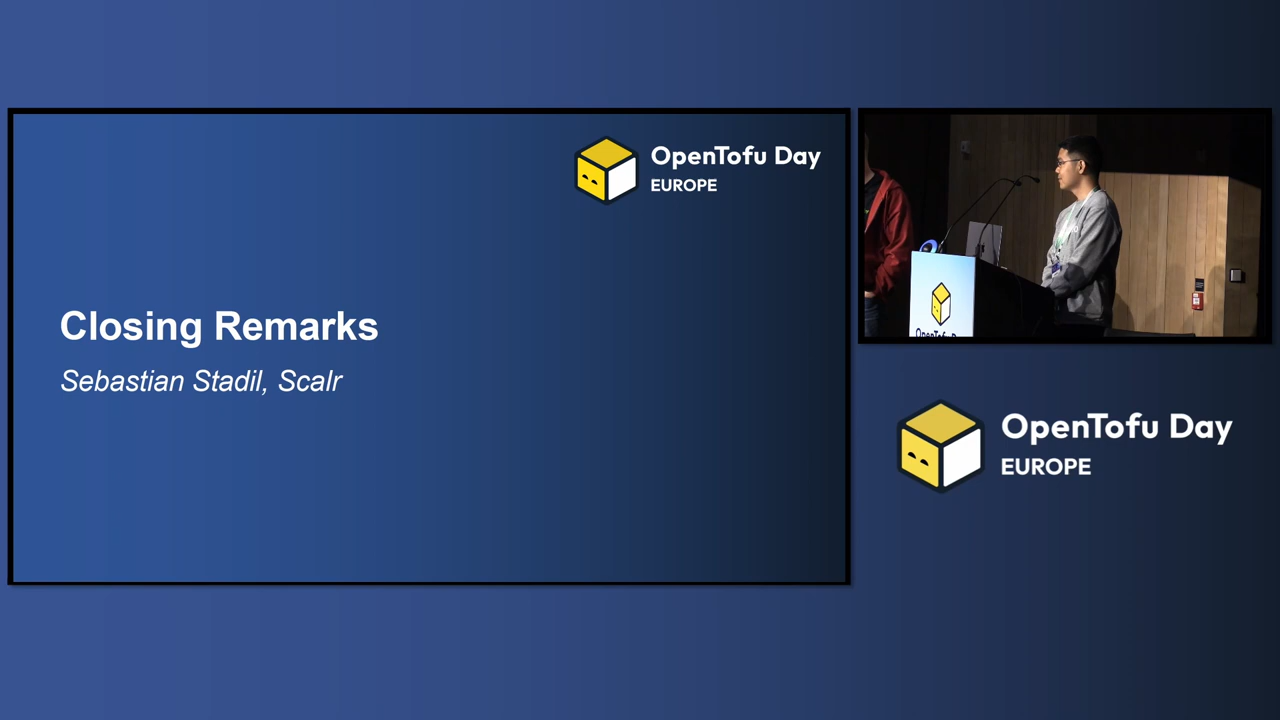 OpenTofu Day
EUROPE
Closing Remarks
Sebastian Stadil, Scalr
OpenTofu Day
EUROPE